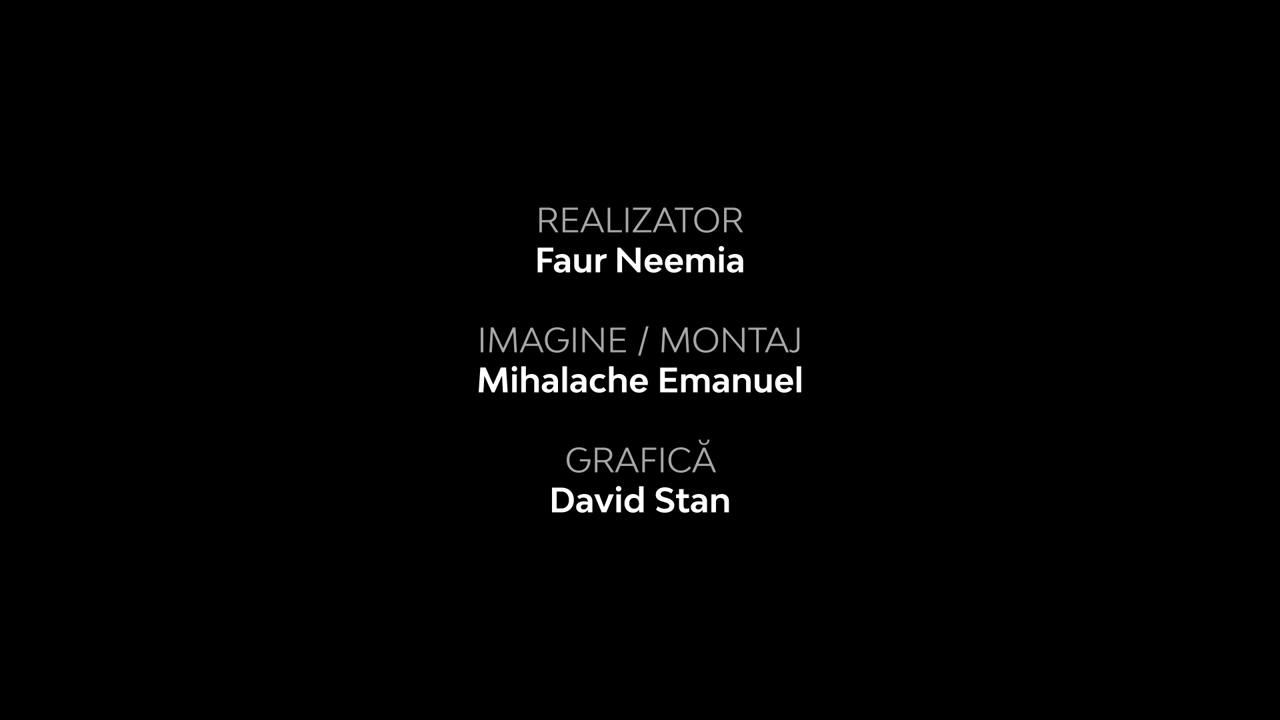 REALIZATOR
Faur Neemia
IMAGINE / MONTAJ
Mihalache Emanuel
GRAFICĂ
David Stan